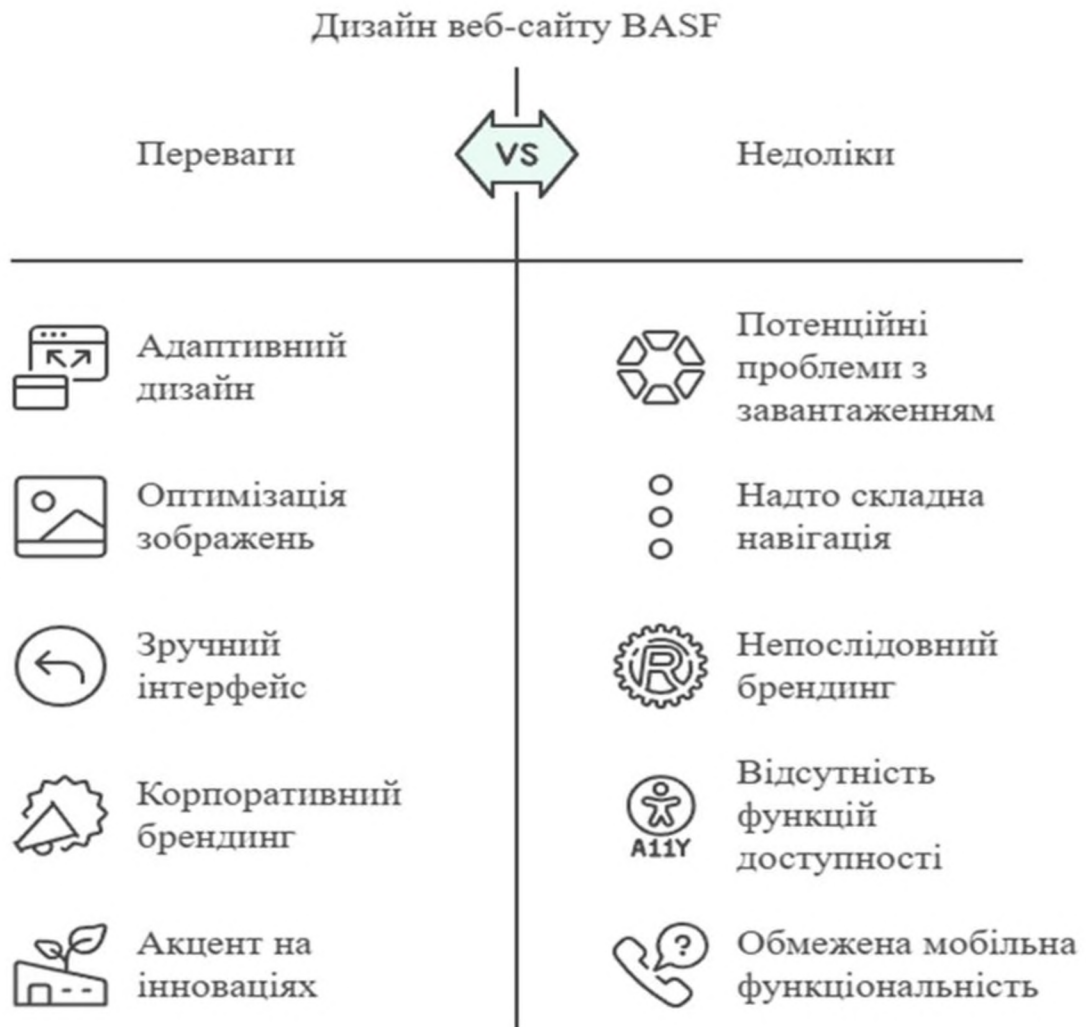 Дизайн веб-сайту BASF
Переваги
VS
Недоліки
Адаптивний
дизайн
Потенційні
проблеми з
завантаженням
Оптимізація
зображень
Надто складна
навігація
Зручний
інтерфейс
R
Непослідовний
брендинг
Корпоративний
брендинг
A11Y
Відсутність
функцій
доступності
Акцент на
інноваціях
?
Обмежена мобільна
функціональність